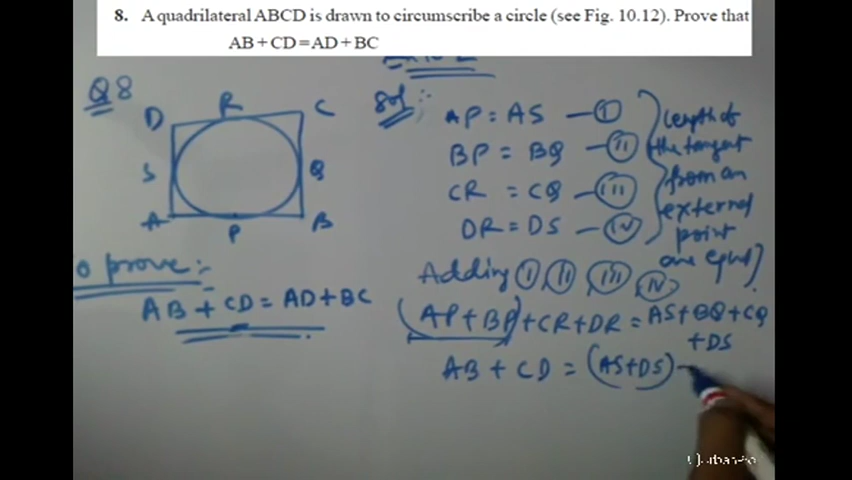 8. A quadrilateral ABCD is drawn to circumscribe a circle (see Fig. 10.12). Prove that
AB + CD = AD + BC
Q8
D R C
S Q
A P B
o prove:-
AB + CD = AD + BC
Sol:-
AP = AS — (I)
BP = BQ — (II)
CR = CQ — (III)
DR = DS — (IV)
[length of
the tangent
from an
external
point
are equal]
Adding (I) (II) (III) (IV)
(AP + BP) + CR + DR = AS + BQ + CQ
+ DS
AB + CD = (AS + DS) -